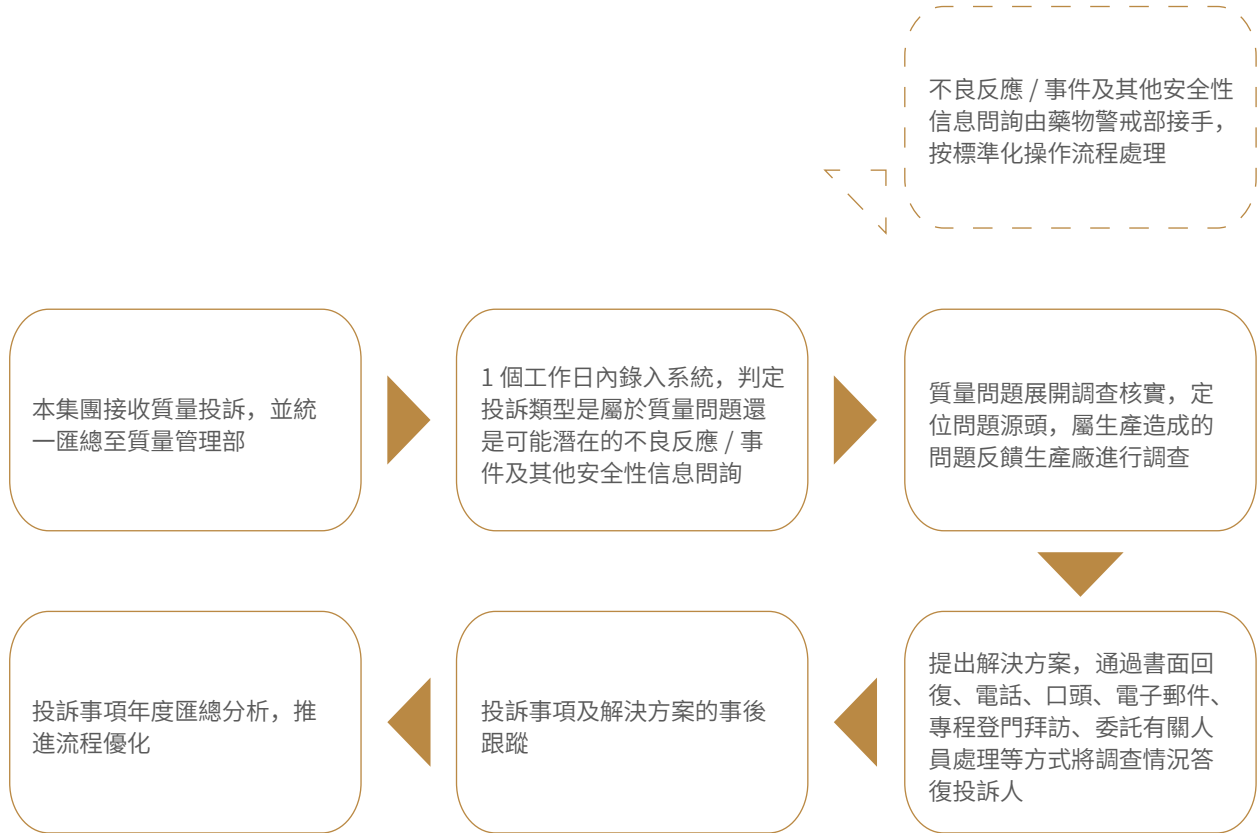 不良反應 / 事件及其他安全性
信息問詢由藥物警戒部接手，
按標準化操作流程處理
本集團接收質量投訴，並統
一匯總至質量管理部
1 個工作日內錄入系統，判定
投訴類型是屬於質量問題還
是可能潛在的不良反應 / 事
件及其他安全性信息問詢
質量問題展開調查核實，定
位問題源頭，屬生產造成的
問題反饋生產廠進行調查
提出解決方案，通過書面回
復、電話、口頭、電子郵件、
專程登門拜訪、委託有關人
員處理等方式將調查情況答
復投訴人
投訴事項及解決方案的事後
跟蹤
投訴事項年度匯總分析，推
進流程優化